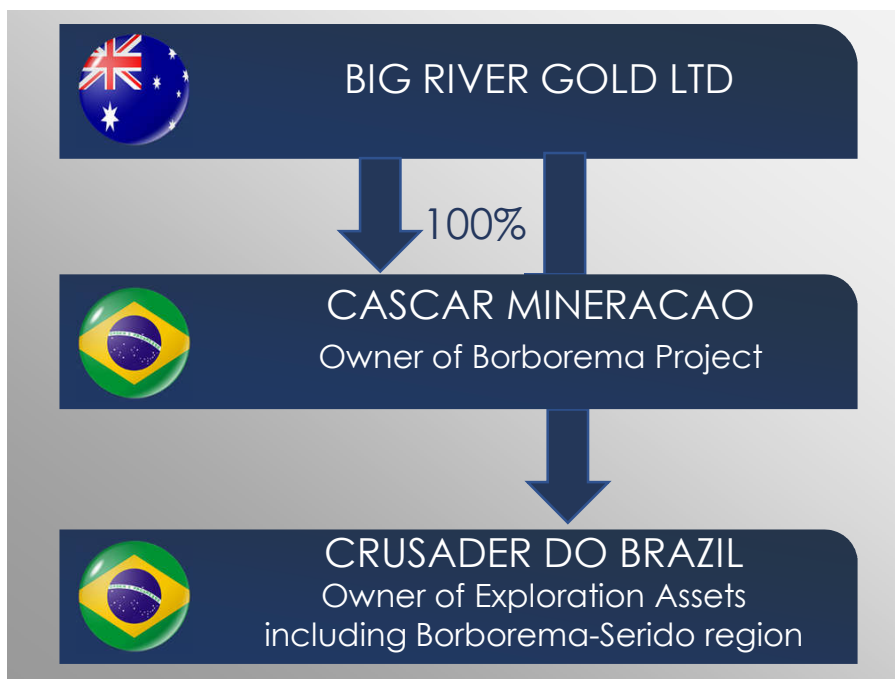 BIG RIVER GOLD LTD
100%
CASCAR MINERACAO
Owner of Borborema Project
CRUSADER DO BRAZIL
Owner of Exploration Assets
including Borborema-Serido region